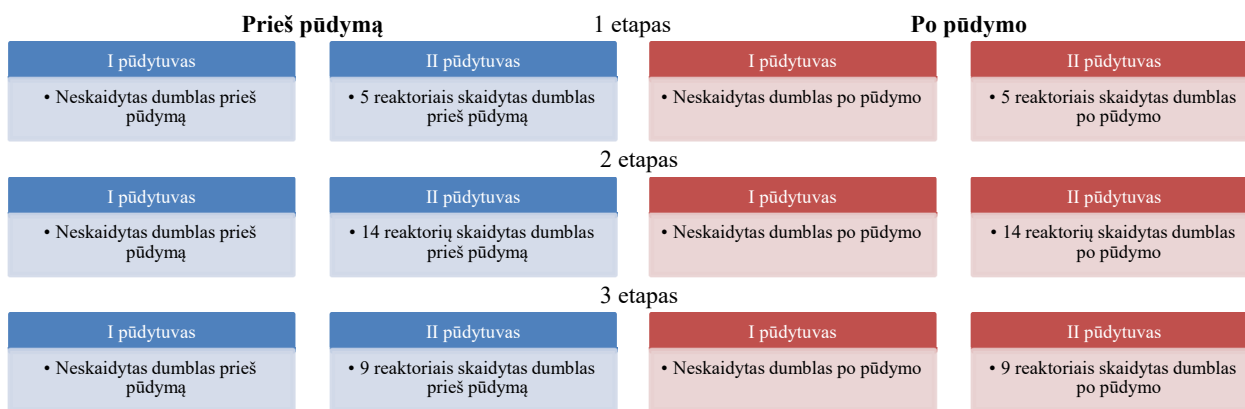 Prieš pūdymą 1 etapas Po pūdymo
I pūdytuvas
• Neskaidytas dumblas prieš
pūdymą
II pūdytuvas
• 5 reaktoriais skaidytas dumblas
prieš pūdymą
I pūdytuvas
• Neskaidytas dumblas po pūdymo
II pūdytuvas
• 5 reaktoriais skaidytas dumblas
po pūdymo
2 etapas
I pūdytuvas
• Neskaidytas dumblas prieš
pūdymą
II pūdytuvas
• 14 reaktorių skaidytas dumblas
prieš pūdymą
I pūdytuvas
• Neskaidytas dumblas po pūdymo
II pūdytuvas
• 14 reaktorių skaidytas dumblas
po pūdymo
3 etapas
I pūdytuvas
• Neskaidytas dumblas prieš
pūdymą
II pūdytuvas
• 9 reaktoriais skaidytas dumblas
prieš pūdymą
I pūdytuvas
• Neskaidytas dumblas po pūdymo
II pūdytuvas
• 9 reaktoriais skaidytas dumblas
po pūdymo